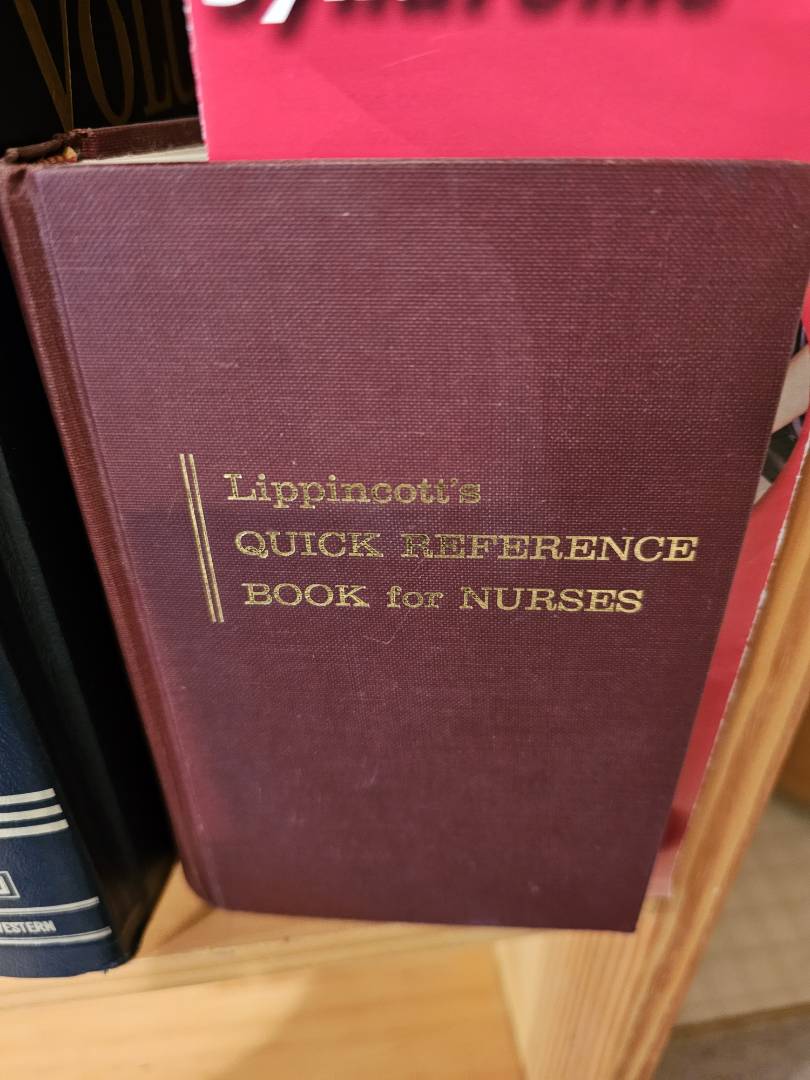 Lippincott's
QUICK REFERENCE
BOOK for NURSES